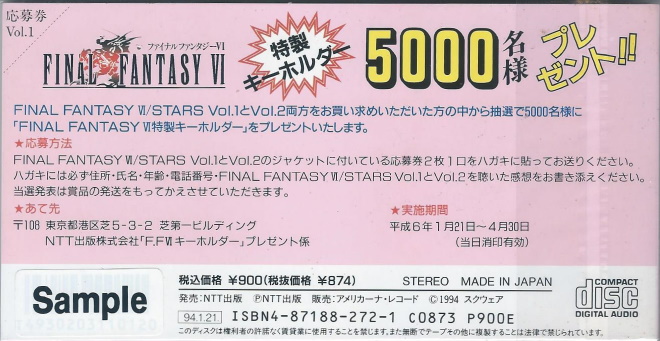 応募券
Vol.1
ファイナルファンタジーVI
FINAL FANTASY VI
特製
キーホルダー
5000名様
プレゼント!!
FINAL FANTASY Ⅵ/STARS Vol.1とVol.2両方をお買い求めいただいた方の中から抽選で5000名様に
「FINAL FANTASY Ⅵ特製キーホルダー」をプレゼントいたします。
★応募方法
FINAL FANTASY Ⅵ/STARS Vol.1とVol.2のジャケットに付いている応募券2枚1口をハガキに貼ってお送りください。
ハガキには必ず住所・氏名・年齢・電話番号・FINAL FANTASY Ⅵ/STARS Vol.1とVol.2を聴いた感想をお書き添えください。
当選発表は賞品の発送をもってかえさせていただきます。
★あて先
〒108 東京都港区芝5-3-2 芝第一ビルディング
NTT出版株式会社「F.F.Ⅵキーホルダー」プレゼント係
★実施期間
平成6年1月21日〜4月30日
(当日消印有効)
Sample
税込価格 ¥900(税抜価格 ¥874)
STEREO MADE IN JAPAN
発売:NTT出版 ℗NTT出版 販売:アメリカーナ・レコード ©1994 スクウェア
94.1.21. ISBN4-87188-272-1 C0873 P900E
このディスクは権利者の許諾なく賃貸業に使用することを禁じます。また無断でテープその他に複製することは法律で禁じられています。
COMPACT
disc
DIGITAL AUDIO